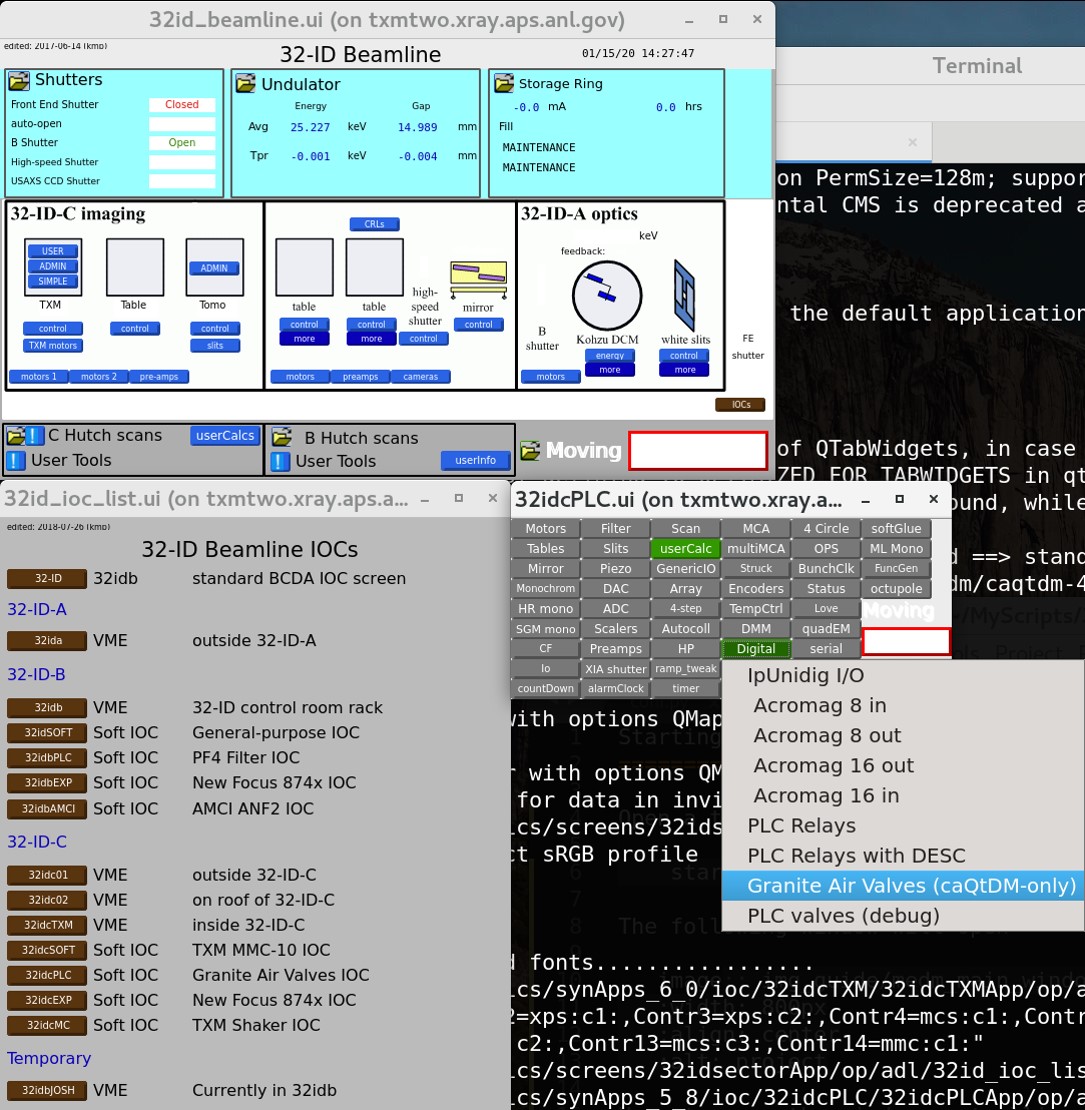 32id_beamline.ui (on txmtwo.xray.aps.anl.gov)
edited: 2017-06-14 (kmp)
32-ID Beamline
01/15/20 14:27:47
Shutters
Front End Shutter Closed
auto-open
B Shutter Open
High-speed Shutter
USAXS CCD Shutter
Undulator
Energy Gap
Avg 25.227 keV 14.989 mm
Tpr -0.001 keV -0.004 mm
Storage Ring
-0.0 mA 0.0 hrs
Fill
MAINTENANCE
MAINTENANCE
32-ID-C imaging
USER
ADMIN
SIMPLE
TXM
control
TXM motors
Table
control
ADMIN
Tomo
control
slits
motors 1 motors 2 pre-amps
CRLs
table
control
more
table
control
more
high-
speed
shutter
control
mirror
control
motors preamps cameras
32-ID-A optics
keV
feedback:
B
shutter
Kohzu DCM
energy
more
white slits
control
more
motors
FE
shutter
IOCs
C Hutch scans userCalcs
User Tools
B Hutch scans
User Tools userInfo
Moving
Terminal
on PermSize=128m; suppor
ntal CMS is deprecated a
the default application
of QTabWidgets, in case
ZED FOR TABWIDGETS in qt
ound, while
d ==> stand
dm/caqtdm-4
32id_ioc_list.ui (on txmtwo.xray.aps.a...
edited: 2018-07-26 (kmp)
32-ID Beamline IOCs
32-ID 32idb standard BCDA IOC screen
32-ID-A
32ida VME outside 32-ID-A
32-ID-B
32idb VME 32-ID control room rack
32idSOFT Soft IOC General-purpose IOC
32idbPLC Soft IOC PF4 Filter IOC
32idbEXP Soft IOC New Focus 874x IOC
32idbAMCI Soft IOC AMCI ANF2 IOC
32-ID-C
32idc01 VME outside 32-ID-C
32idc02 VME on roof of 32-ID-C
32idcTXM VME inside 32-ID-C
32idcSOFT Soft IOC TXM MMC-10 IOC
32idcPLC Soft IOC Granite Air Valves IOC
32idcEXP Soft IOC New Focus 874x IOC
32idcMC Soft IOC TXM Shaker IOC
Temporary
32idbJOSH VME Currently in 32idb
32idcPLC.ui (on txmtwo.xray.a...
Motors Filter Scan MCA 4 Circle softGlue
Tables Slits userCalc multiMCA OPS ML Mono
Mirror Piezo GenericIO Struck BunchClk FuncGen
Monochrom DAC Array Encoders Status octupole
HR mono ADC 4-step TempCtrl Love Moving
SGM mono Scalers Autocoll DMM quadEM
CF Preamps HP Digital serial
Io XIA shutter ramp_tweak
countDown alarmClock timer
IpUnidig I/O
Acromag 8 in
Acromag 8 out
Acromag 16 out
Acromag 16 in
PLC Relays
PLC Relays with DESC
Granite Air Valves (caQtDM-only)
PLC valves (debug)
with options QMap
r with options QM
for data in invi
ics/screens/32ids
ct sRGB profile
d fonts.................
ics/synApps_6_0/ioc/32idcTXM/32idcTXMApp/op/a
2=xps:c1:,Contr3=xps:c2:,Contr4=mcs:c1:,Contr
c2:,Contr13=mcs:c3:,Contr14=mmc:c1:"
cs/screens/32idsectorApp/op/adl/32id_ioc_lis
ics/synApps_5_8/ioc/32idcPLC/32idcPLCApp/op/a